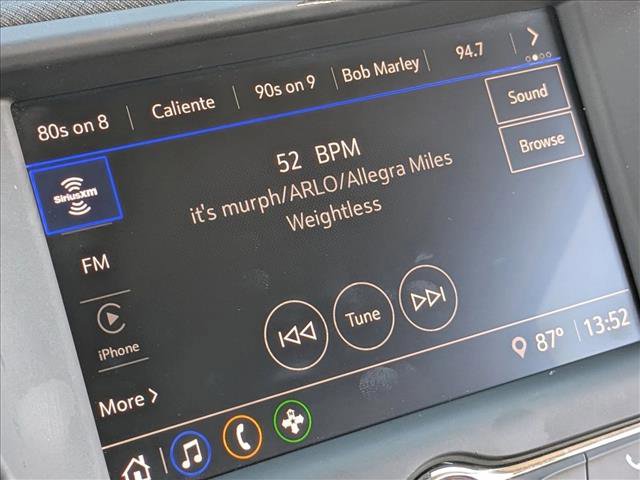 80s on 8 Caliente 90s on 9 Bob Marley 94.7
SiriusXM
52 BPM
Sound
it's murph/ARLO/Allegra Miles
Browse
Weightless
FM
iPhone
Tune
More
87° 13:52